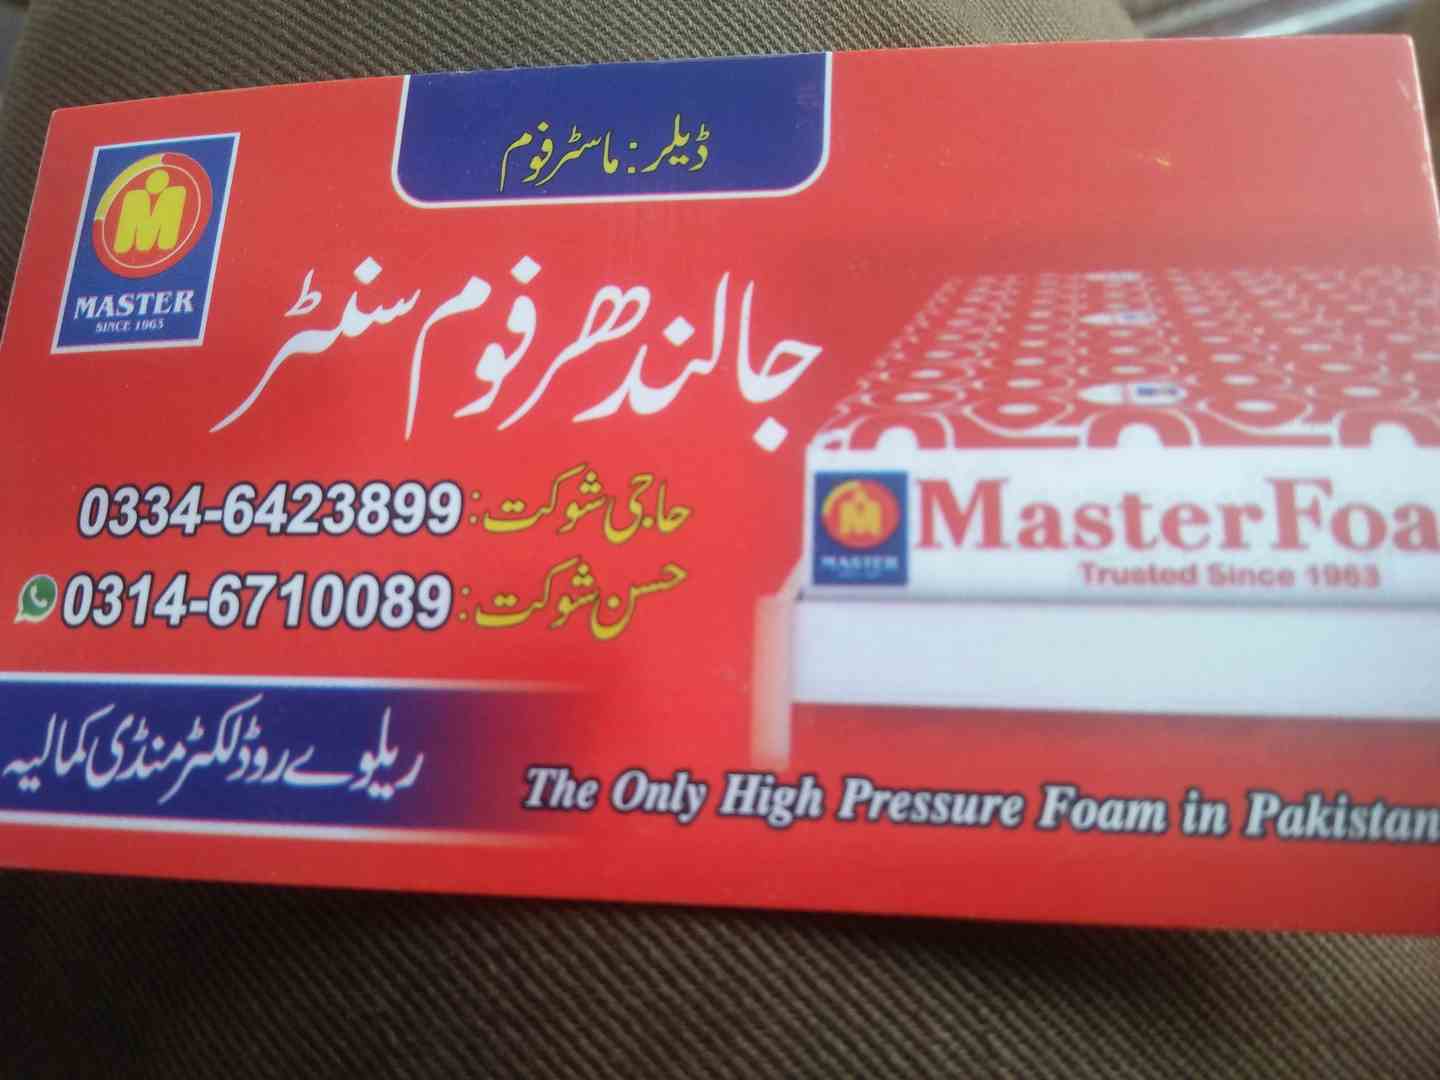 ڈیلر: ماسٹر فوم
MASTER
SINCE 1963
جالندھر فوم سنٹر
حاجی شوکت: 0334-6423899
حسن شوکت: 0314-6710089
MasterFoa
Trusted Since 1963
MASTER
ریلوے روڈ لکڑ منڈی کمالیہ
The Only High Pressure Foam in Pakistan